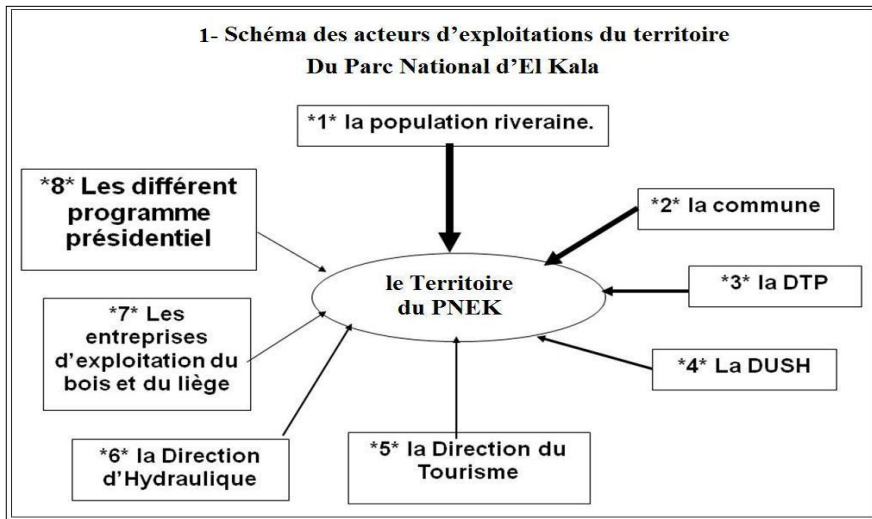 1- Schéma des acteurs d'exploitations du territoire
Du Parc National d'El Kala
*1* la population riveraine.
*2* la commune
*3* la DTP
*4* La DUSH
*5* la Direction du
Tourisme
*6* la Direction
d'Hydraulique
*7* Les
entreprises
d'exploitation du
bois et du liège
*8* Les différent
programme
présidentiel
le Territoire
du PNEK